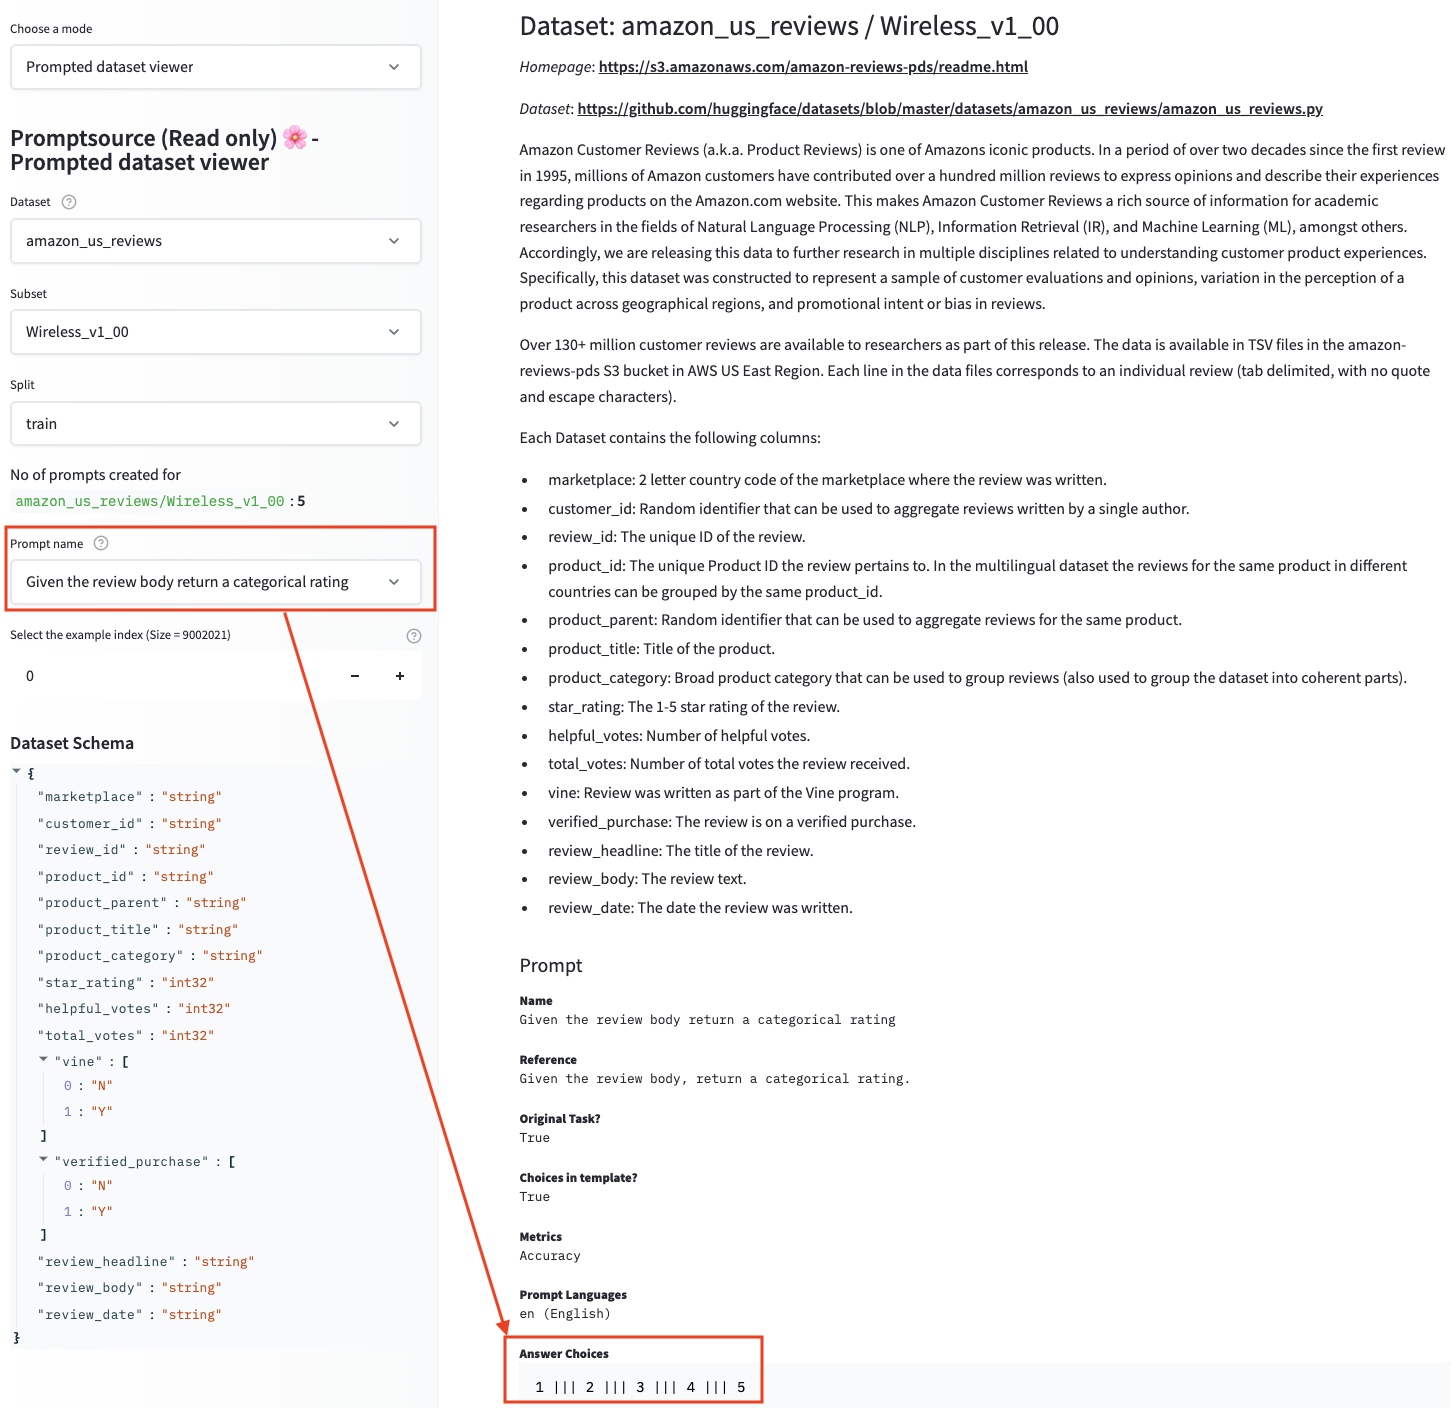 Choose a mode
Prompted dataset viewer
Promptsource (Read only) 🌸 -
Prompted dataset viewer
Dataset
amazon_us_reviews
Subset
Wireless_v1_00
Split
train
No of prompts created for
amazon_us_reviews/Wireless_v1_00 : 5
Prompt name
Given the review body return a categorical rating
Select the example index (Size = 9002021)
0 − +
Dataset Schema
{
"marketplace" : "string"
"customer_id" : "string"
"review_id" : "string"
"product_id" : "string"
"product_parent" : "string"
"product_title" : "string"
"product_category" : "string"
"star_rating" : "int32"
"helpful_votes" : "int32"
"total_votes" : "int32"
"vine" : [
0 : "N"
1 : "Y"
]
"verified_purchase" : [
0 : "N"
1 : "Y"
]
"review_headline" : "string"
"review_body" : "string"
"review_date" : "string"
}
Dataset: amazon_us_reviews / Wireless_v1_00
Homepage: https://s3.amazonaws.com/amazon-reviews-pds/readme.html
Dataset: https://github.com/huggingface/datasets/blob/master/datasets/amazon_us_reviews/amazon_us_reviews.py
Amazon Customer Reviews (a.k.a. Product Reviews) is one of Amazons iconic products. In a period of over two decades since the first review
in 1995, millions of Amazon customers have contributed over a hundred million reviews to express opinions and describe their experiences
regarding products on the Amazon.com website. This makes Amazon Customer Reviews a rich source of information for academic
researchers in the fields of Natural Language Processing (NLP), Information Retrieval (IR), and Machine Learning (ML), amongst others.
Accordingly, we are releasing this data to further research in multiple disciplines related to understanding customer product experiences.
Specifically, this dataset was constructed to represent a sample of customer evaluations and opinions, variation in the perception of a
product across geographical regions, and promotional intent or bias in reviews.
Over 130+ million customer reviews are available to researchers as part of this release. The data is available in TSV files in the amazon-
reviews-pds S3 bucket in AWS US East Region. Each line in the data files corresponds to an individual review (tab delimited, with no quote
and escape characters).
Each Dataset contains the following columns:
• marketplace: 2 letter country code of the marketplace where the review was written.
• customer_id: Random identifier that can be used to aggregate reviews written by a single author.
• review_id: The unique ID of the review.
• product_id: The unique Product ID the review pertains to. In the multilingual dataset the reviews for the same product in different
countries can be grouped by the same product_id.
• product_parent: Random identifier that can be used to aggregate reviews for the same product.
• product_title: Title of the product.
• product_category: Broad product category that can be used to group reviews (also used to group the dataset into coherent parts).
• star_rating: The 1-5 star rating of the review.
• helpful_votes: Number of helpful votes.
• total_votes: Number of total votes the review received.
• vine: Review was written as part of the Vine program.
• verified_purchase: The review is on a verified purchase.
• review_headline: The title of the review.
• review_body: The review text.
• review_date: The date the review was written.
Prompt
Name
Given the review body return a categorical rating
Reference
Given the review body, return a categorical rating.
Original Task?
True
Choices in template?
True
Metrics
Accuracy
Prompt Languages
en (English)
Answer Choices
1 ||| 2 ||| 3 ||| 4 ||| 5